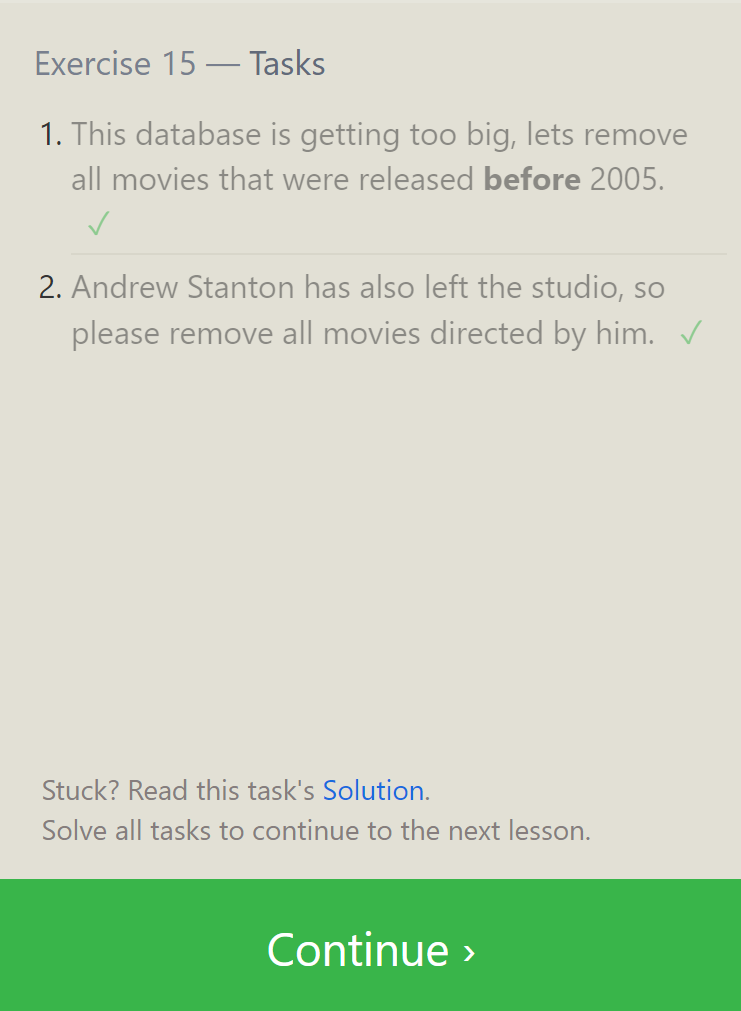 Exercise 15 — Tasks
1. This database is getting too big, lets remove
all movies that were released before 2005.
✓
2. Andrew Stanton has also left the studio, so
please remove all movies directed by him. ✓
Stuck? Read this task's Solution.
Solve all tasks to continue to the next lesson.
Continue ›